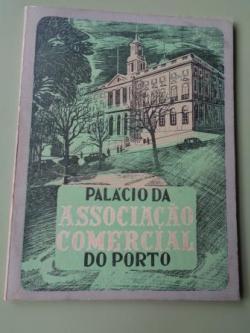 PALÁCIO DA
ASSOCIAÇÃO
COMERCIAL
DO PORTO